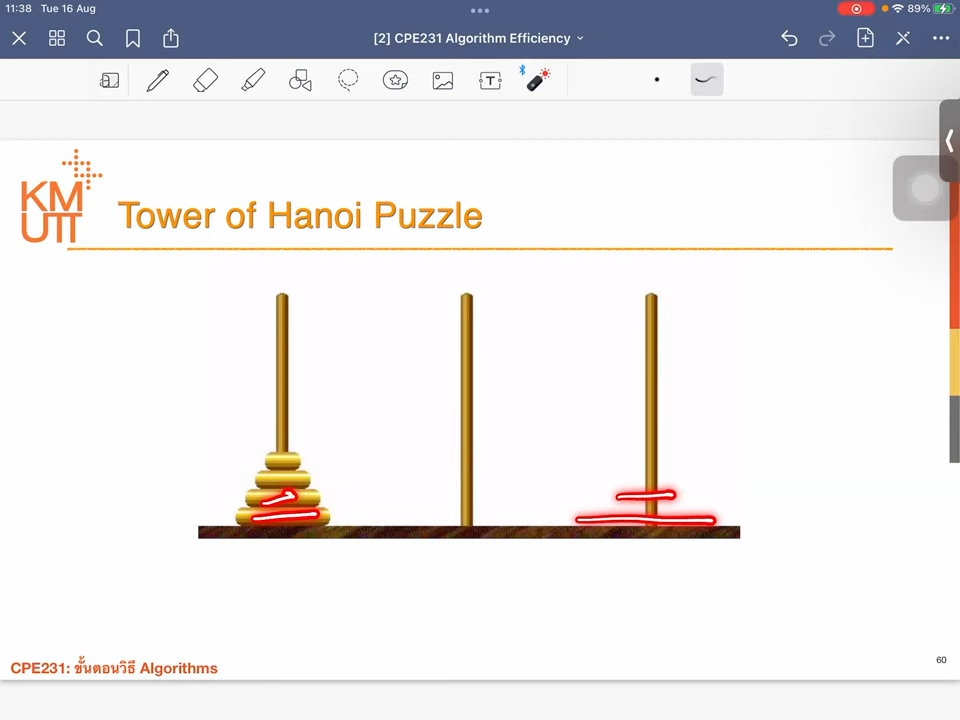 11:38 Tue 16 Aug
89%
[2] CPE231 Algorithm Efficiency
T
KM
UTT
Tower of Hanoi Puzzle
CPE231: ขั้นตอนวิธี Algorithms
60